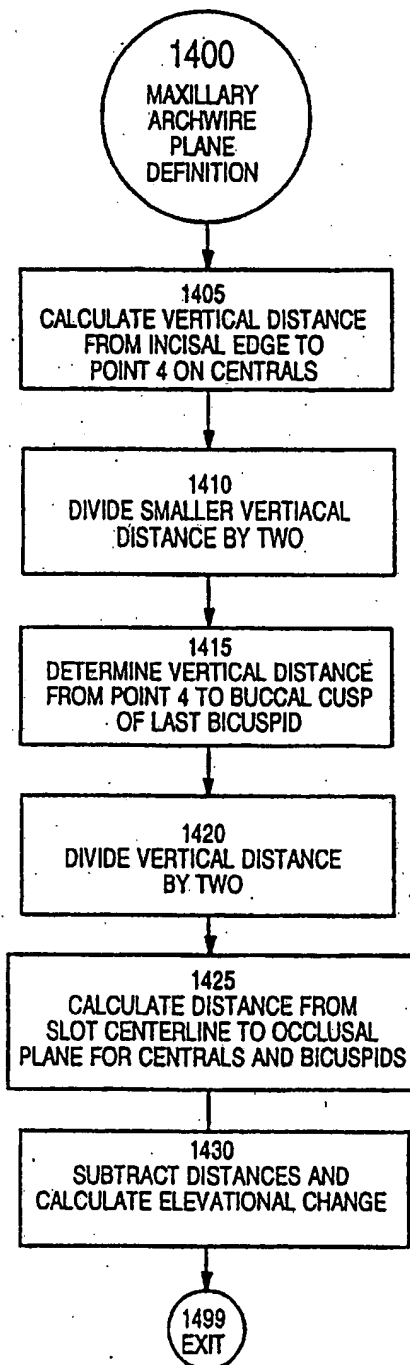 1400
MAXILLARY
ARCHWIRE
PLANE
DEFINITION
1405
CALCULATE VERTICAL DISTANCE
FROM INCISAL EDGE TO
POINT 4 ON CENTRALS
1410
DIVIDE SMALLER VERTIACAL
DISTANCE BY TWO
1415
DETERMINE VERTICAL DISTANCE
FROM POINT 4 TO BUCCAL CUSP
OF LAST BICUSPID
1420
DIVIDE VERTICAL DISTANCE
BY TWO
1425
CALCULATE DISTANCE FROM
SLOT CENTERLINE TO OCCLUSAL
PLANE FOR CENTRALS AND BICUSPIDS
1430
SUBTRACT DISTANCES AND
CALCULATE ELEVATIONAL CHANGE
1499
EXIT